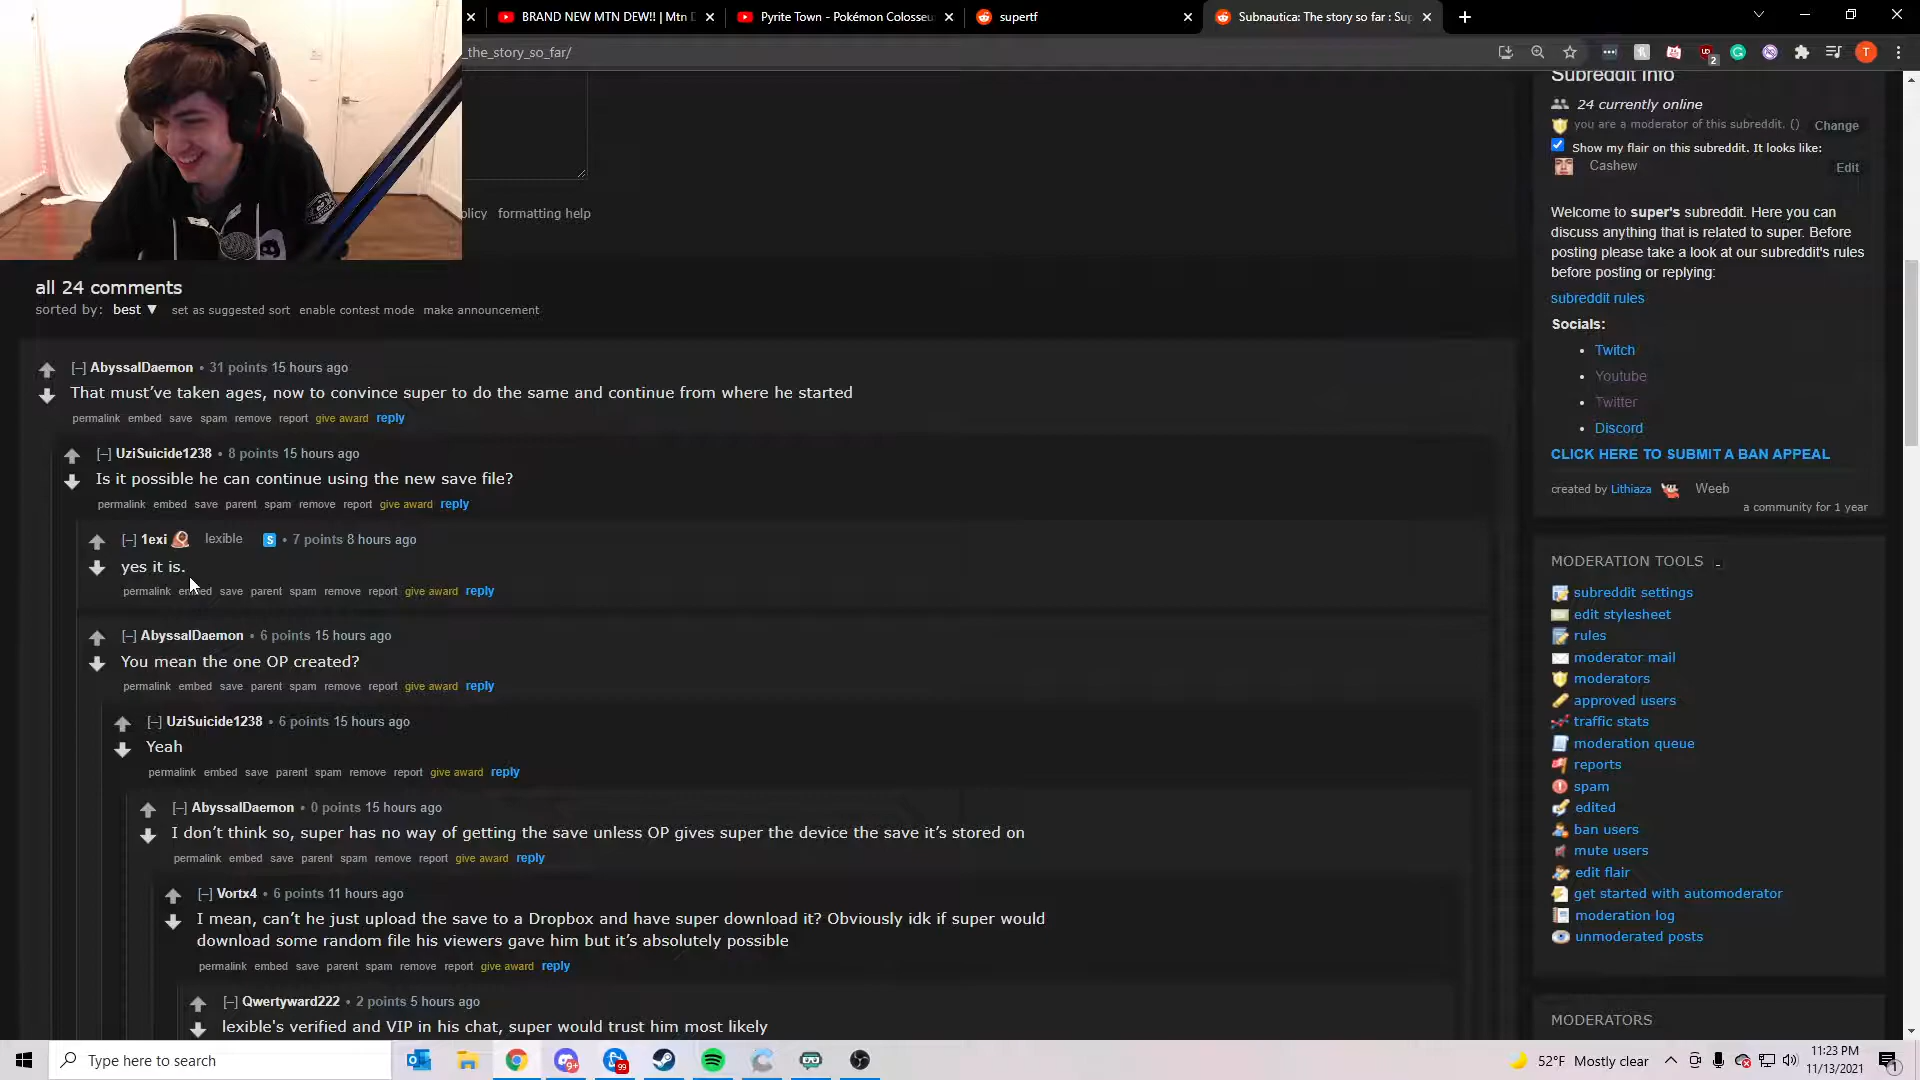 BRAND NEW MTN DEW!! | Mtn D
Pyrite Town - Pokémon Colosseu
supertf
Subnautica: The story so far : Sup
_the_story_so_far/
2
T
formatting help
all 24 comments
sorted by: best ▼ set as suggested sort enable contest mode make announcement
[–] AbyssalDaemon • 31 points 15 hours ago
That must’ve taken ages, now to convince super to do the same and continue from where he started
permalink embed save spam remove report give award reply
[–] UziSuicide1238 • 8 points 15 hours ago
Is it possible he can continue using the new save file?
permalink embed save parent spam remove report give award reply
[–] 1exi lexible S • 7 points 8 hours ago
yes it is.
permalink embed save parent spam remove report give award reply
[–] AbyssalDaemon • 6 points 15 hours ago
You mean the one OP created?
permalink embed save parent spam remove report give award reply
[–] UziSuicide1238 • 6 points 15 hours ago
Yeah
permalink embed save parent spam remove report give award reply
[–] AbyssalDaemon • 0 points 15 hours ago
I don’t think so, super has no way of getting the save unless OP gives super the device the save it’s stored on
permalink embed save parent spam remove report give award reply
[–] Vortx4 • 6 points 11 hours ago
I mean, can’t he just upload the save to a Dropbox and have super download it? Obviously idk if super would
download some random file his viewers gave him but it’s absolutely possible
permalink embed save parent spam remove report give award reply
[–] Qwertyward222 • 2 points 5 hours ago
lexible's verified and VIP in his chat, super would trust him most likely
Subreddit Info
24 currently online
you are a moderator of this subreddit. () Change
Show my flair on this subreddit. It looks like:
Cashew Edit
Welcome to super's subreddit. Here you can
discuss anything that is related to super. Before
posting please take a look at our subreddit's rules
before posting or replying:
subreddit rules
Socials:
• Twitch
• Youtube
• Twitter
• Discord
CLICK HERE TO SUBMIT A BAN APPEAL
created by Lithiaza Weeb
a community for 1 year
MODERATION TOOLS -
subreddit settings
edit stylesheet
rules
moderator mail
moderators
approved users
traffic stats
moderation queue
reports
spam
edited
ban users
mute users
edit flair
get started with automoderator
moderation log
unmoderated posts
MODERATORS
Type here to search
9+
99
52°F Mostly clear
11:23 PM
11/13/2021
1